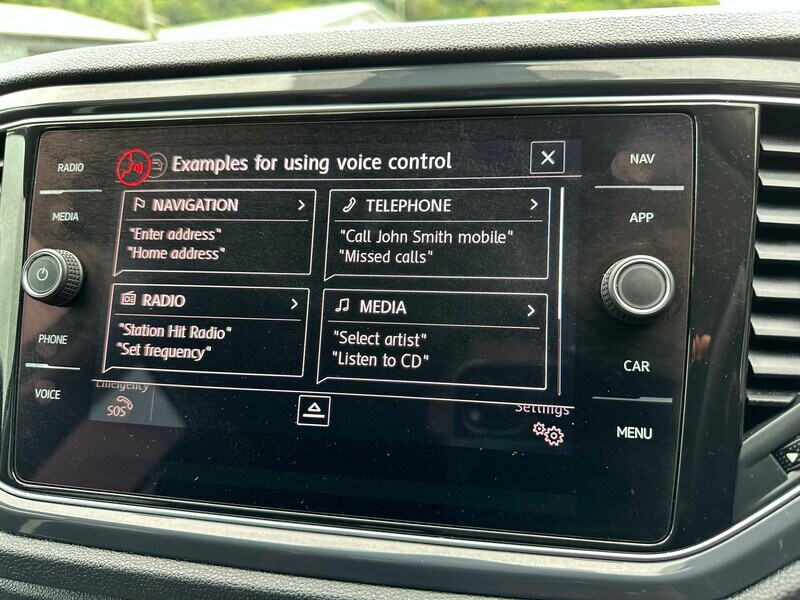 RADIO
MEDIA
PHONE
VOICE
Examples for using voice control
NAVIGATION
"Enter address"
"Home address"
TELEPHONE
"Call John Smith mobile"
"Missed calls"
RADIO
"Station Hit Radio"
"Set frequency"
MEDIA
"Select artist"
"Listen to CD"
Emergency
SOS
Settings
NAV
APP
CAR
MENU